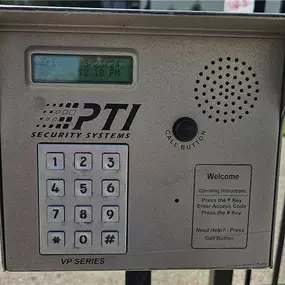 PTI
SECURITY SYSTEMS
CALL BUTTON
1 2 3
4 5 6
7 8 9
* 0 #
Welcome
Operating Instructions
Press the * Key
Enter Access Code
Press the # Key
Need Help? - Press
Call Button
VP SERIES